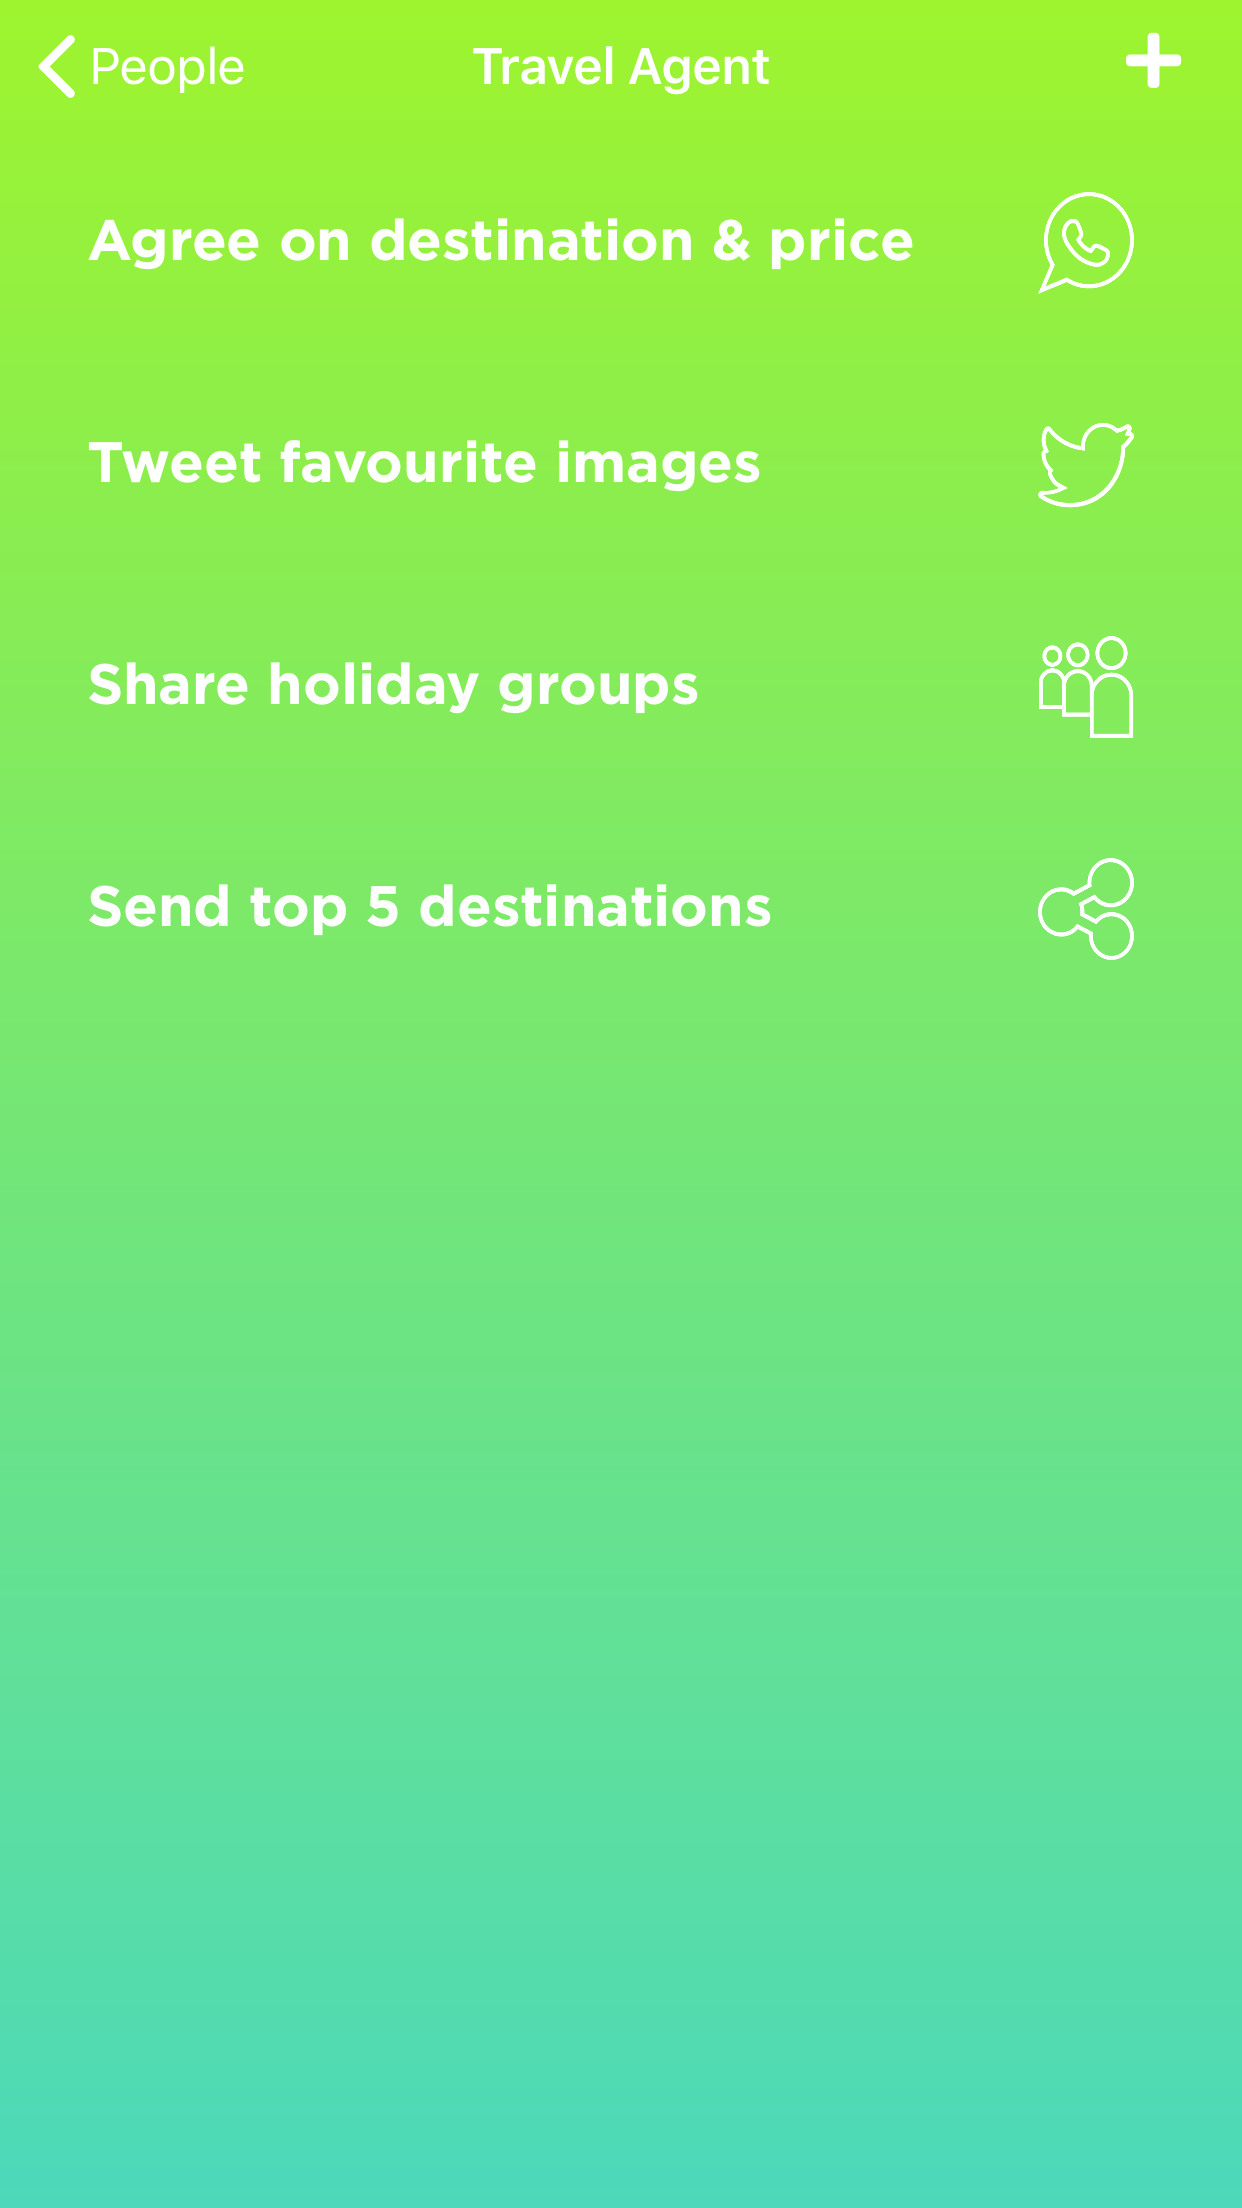 People
Travel Agent
Agree on destination & price
Tweet favourite images
Share holiday groups
Send top 5 destinations